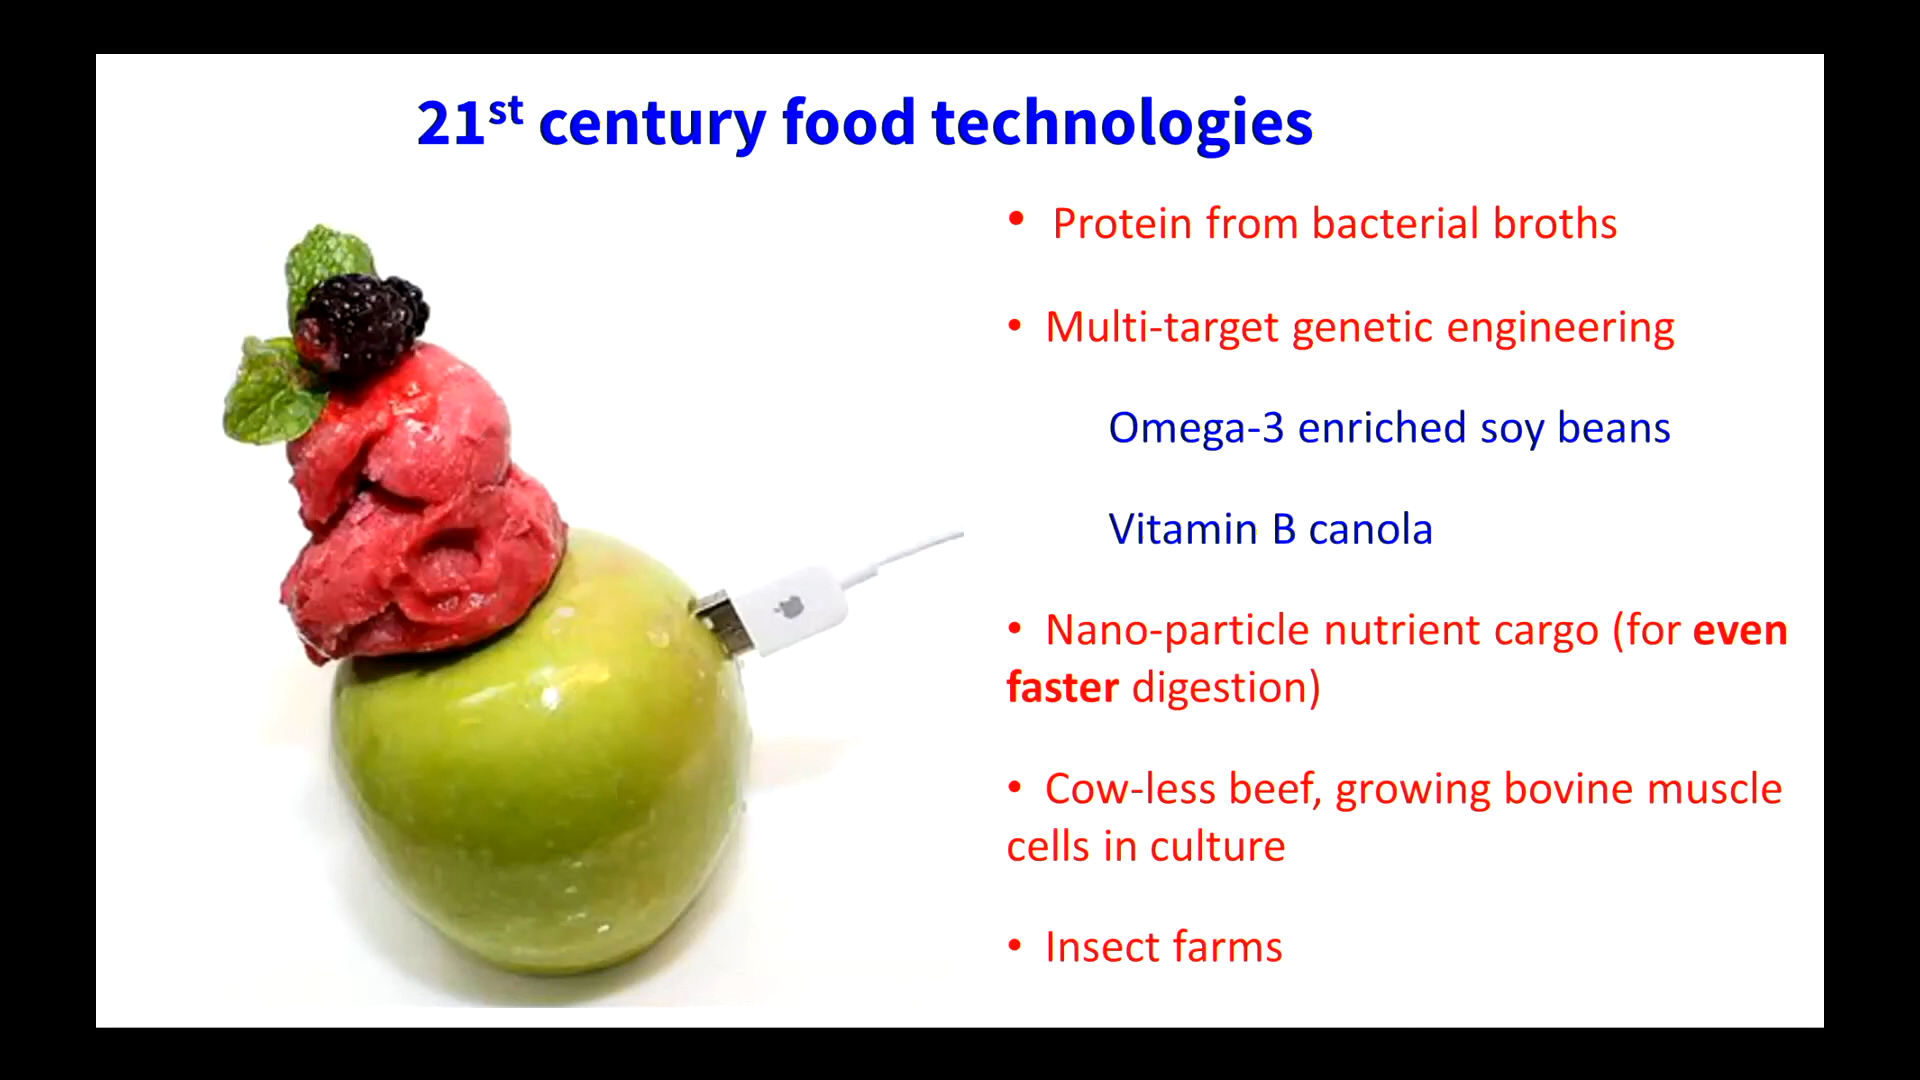 21st century food technologies
• Protein from bacterial broths
• Multi-target genetic engineering
Omega-3 enriched soy beans
Vitamin B canola
• Nano-particle nutrient cargo (for even
faster digestion)
• Cow-less beef, growing bovine muscle
cells in culture
• Insect farms